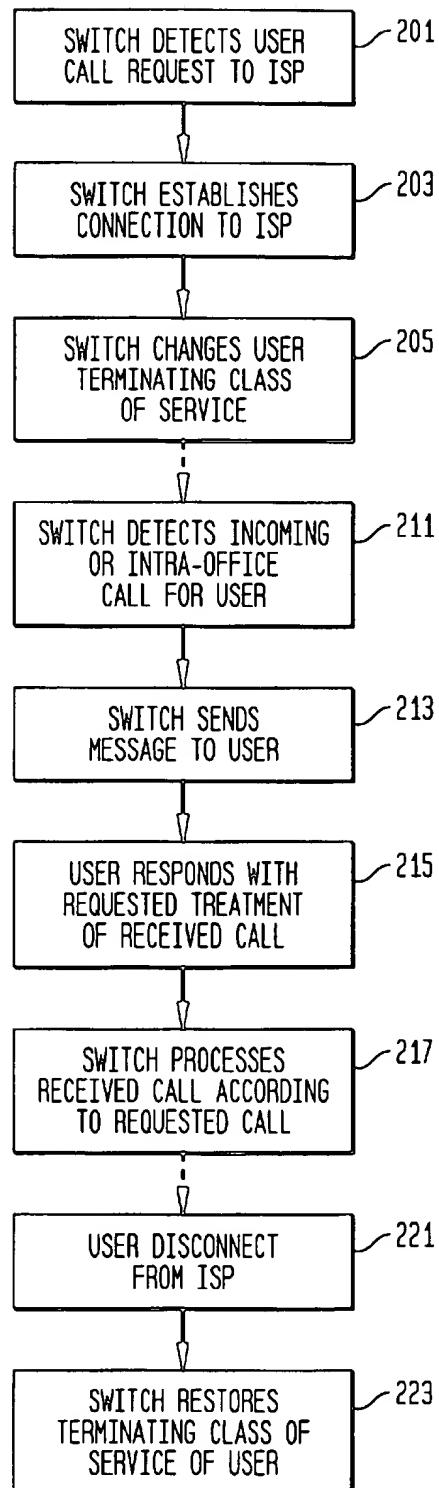 SWITCH DETECTS USER
CALL REQUEST TO ISP
201
SWITCH ESTABLISHES
CONNECTION TO ISP
203
SWITCH CHANGES USER
TERMINATING CLASS
OF SERVICE
205
SWITCH DETECTS INCOMING
OR INTRA-OFFICE
CALL FOR USER
211
SWITCH SENDS
MESSAGE TO USER
213
USER RESPONDS WITH
REQUESTED TREATMENT
OF RECEIVED CALL
215
SWITCH PROCESSES
RECEIVED CALL ACCORDING
TO REQUESTED CALL
217
USER DISCONNECT
FROM ISP
221
SWITCH RESTORES
TERMINATING CLASS OF
SERVICE OF USER
223